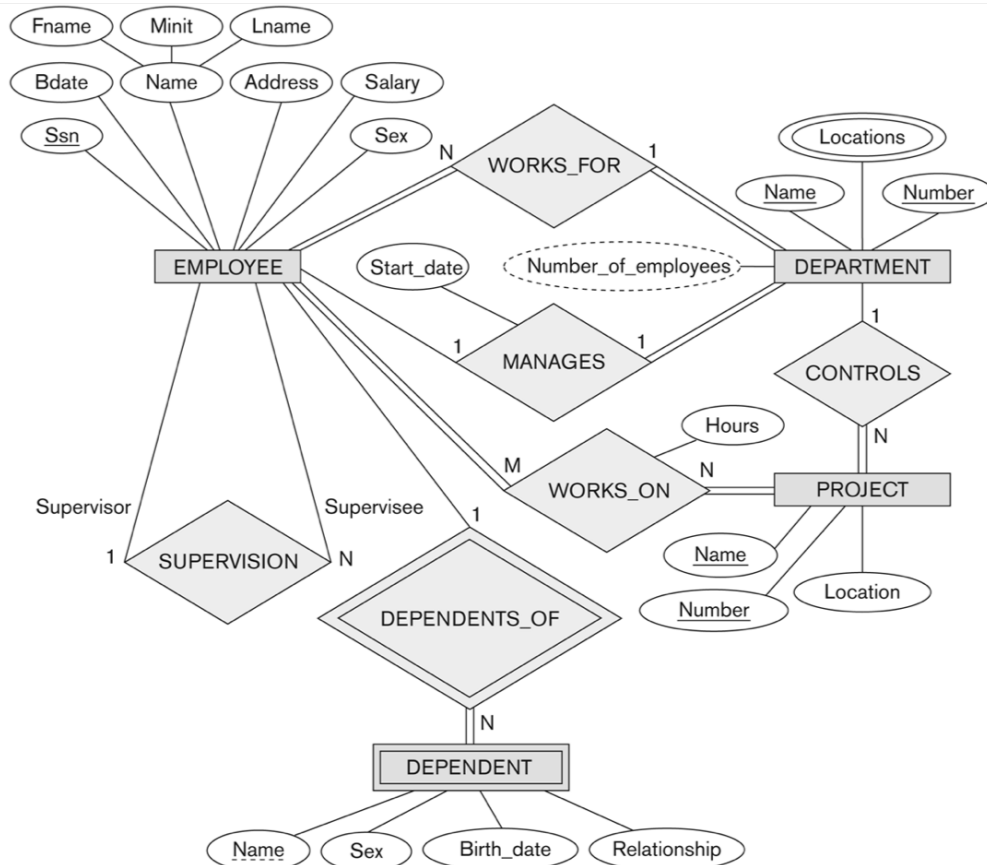 Fname
Minit
Lname
Bdate
Name
Address
Salary
Ssn
Sex
N
WORKS_FOR
1
Locations
Name
Number
EMPLOYEE
Start_date
Number_of_employees
DEPARTMENT
1
MANAGES
1
1
CONTROLS
N
Hours
M
WORKS_ON
N
PROJECT
Name
Number
Location
Supervisor
Supervisee
1
SUPERVISION
N
1
DEPENDENTS_OF
N
DEPENDENT
Name
Sex
Birth_date
Relationship